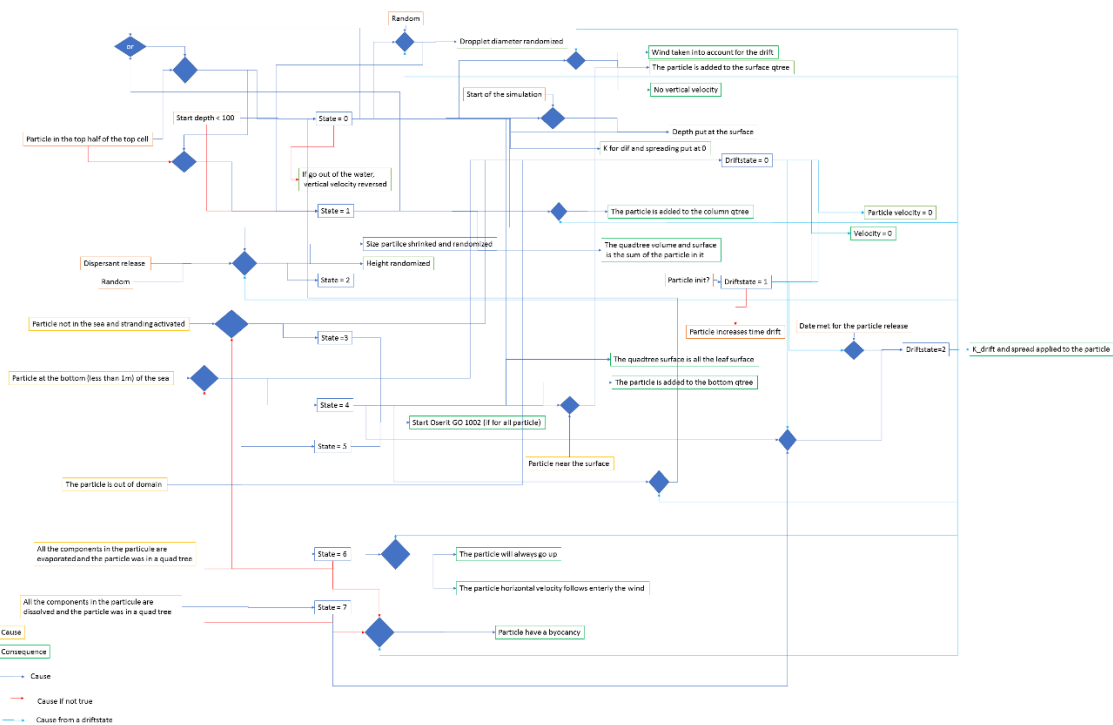 Random
or
Dropplet diameter randomized
Wind taken into account for the drift
The particle is added to the surface qtree
Start of the simulation
No vertical velocity
Start depth < 100
State = 0
Depth put at the surface
Particle in the top half of the top cell
K for dif and spreading put at 0
Driftstate = 0
If go out of the water,
vertical velocity reversed
State = 1
The particle is added to the column qtree
Particle velocity = 0
Velocity = 0
Size partilce shrinked and randomized
The quadtree volume and surface
is the sum of the particle in it
Dispersant release
Height randomized
Random
State = 2
Particle init?
Driftstate = 1
Particle not in the sea and stranding activated
Particle increases time drift
Date met for the particle release
State =3
Driftstate=2
K_drift and spread applied to the particle
The quadtree surface is all the leaf surface
Particle at the bottom (less than 1m) of the sea
The particle is added to the bottom qtree
State = 4
Start Oserit GO 1002 (if for all particle)
State = 5
Particle near the surface
The particle is out of domain
All the components in the particule are
evaporated and the particle was in a quad tree
State = 6
The particle will always go up
The particle horizontal velocity follows enterly the wind
All the components in the particule are
dissolved and the particle was in a quad tree
State = 7
Cause
Particle have a byocancy
Consequence
Cause
Cause If not true
Cause from a driftstate